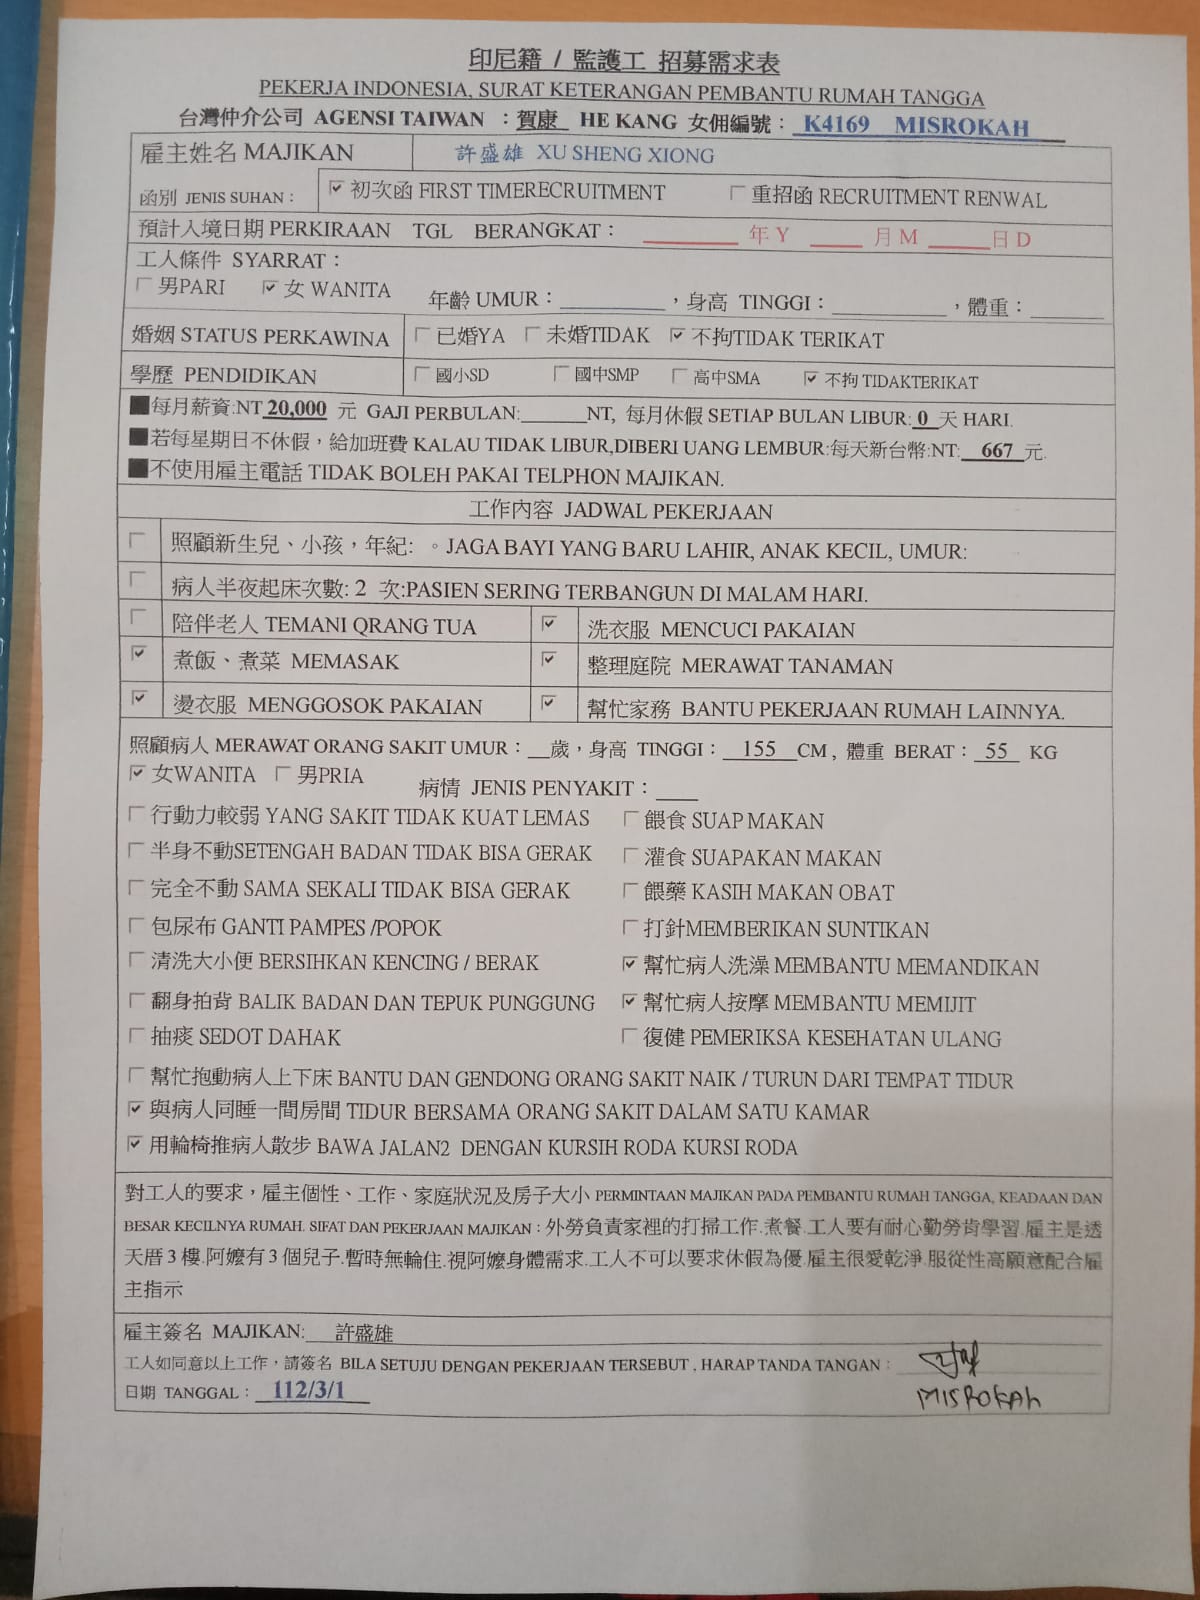 印尼籍 / 監護工 招募需求表
PEKERJA INDONESIA, SURAT KETERANGAN PEMBANTU RUMAH TANGGA
台灣仲介公司 AGENSI TAIWAN ：賀康 HE KANG 女佣編號： K4169 MISROKAH
雇主姓名 MAJIKAN 許盛雄 XU SHENG XIONG
函別 JENIS SUHAN： ☑初次函 FIRST TIMERECRUITMENT ☐重招函 RECRUITMENT RENWAL
預計入境日期 PERKIRAAN TGL BERANGKAT： ______ 年 Y ____ 月 M ____ 日 D
工人條件 SYARRAT：
☐男PARI ☑女 WANITA 年齡 UMUR：________，身高 TINGGI：________，體重：______
婚姻 STATUS PERKAWINA ☐已婚YA ☐未婚TIDAK ☑不拘TIDAK TERIKAT
學歷 PENDIDIKAN ☐國小SD ☐國中SMP ☐高中SMA ☑不拘 TIDAKTERIKAT
■每月薪資:NT 20,000 元 GAJI PERBULAN:______NT, 每月休假 SETIAP BULAN LIBUR: 0 天 HARI.
■若每星期日不休假，給加班費 KALAU TIDAK LIBUR,DIBERI UANG LEMBUR:每天新台幣:NT: 667 元.
■不使用雇主電話 TIDAK BOLEH PAKAI TELPHON MAJIKAN.
工作內容 JADWAL PEKERJAAN
☐ 照顧新生兒、小孩，年紀: 。JAGA BAYI YANG BARU LAHIR, ANAK KECIL, UMUR:
☐ 病人半夜起床次數: 2 次:PASIEN SERING TERBANGUN DI MALAM HARI.
☐ 陪伴老人 TEMANI QRANG TUA ☑ 洗衣服 MENCUCI PAKAIAN
☑ 煮飯、煮菜 MEMASAK ☑ 整理庭院 MERAWAT TANAMAN
☑ 燙衣服 MENGGOSOK PAKAIAN ☑ 幫忙家務 BANTU PEKERJAAN RUMAH LAINNYA.
照顧病人 MERAWAT ORANG SAKIT UMUR：__歲，身高 TINGGI： 155 CM , 體重 BERAT： 55 KG
☑女WANITA ☐男PRIA 病情 JENIS PENYAKIT：____
☐行動力較弱 YANG SAKIT TIDAK KUAT LEMAS ☐餵食 SUAP MAKAN
☐半身不動SETENGAH BADAN TIDAK BISA GERAK ☐灌食 SUAPAKAN MAKAN
☐完全不動 SAMA SEKALI TIDAK BISA GERAK ☐餵藥 KASIH MAKAN OBAT
☐包尿布 GANTI PAMPES /POPOK ☐打針MEMBERIKAN SUNTIKAN
☐清洗大小便 BERSIHKAN KENCING / BERAK ☑幫忙病人洗澡 MEMBANTU MEMANDIKAN
☐翻身拍背 BALIK BADAN DAN TEPUK PUNGGUNG ☑幫忙病人按摩 MEMBANTU MEMIJIT
☐抽痰 SEDOT DAHAK ☐復健 PEMERIKSA KESEHATAN ULANG
☐幫忙抱動病人上下床 BANTU DAN GENDONG ORANG SAKIT NAIK / TURUN DARI TEMPAT TIDUR
☑與病人同睡一間房間 TIDUR BERSAMA ORANG SAKIT DALAM SATU KAMAR
☑用輪椅推病人散步 BAWA JALAN2 DENGAN KURSIH RODA KURSI RODA
對工人的要求，雇主個性、工作、家庭狀況及房子大小 PERMINTAAN MAJIKAN PADA PEMBANTU RUMAH TANGGA, KEADAAN DAN
BESAR KECILNYA RUMAH. SIFAT DAN PEKERJAAN MAJIKAN：外勞負責家裡的打掃工作.煮餐.工人要有耐心勤勞肯學習.雇主是透
天厝 3 樓.阿嬤有 3 個兒子.暫時無輪住.視阿嬤身體需求.工人不可以要求休假為優.雇主很愛乾淨.服從性高願意配合雇
主指示
雇主簽名 MAJIKAN: 許盛雄
工人如同意以上工作，請簽名 BILA SETUJU DENGAN PEKERJAAN TERSEBUT , HARAP TANDA TANGAN：
日期 TANGGAL： 112/3/1
MISROKAH